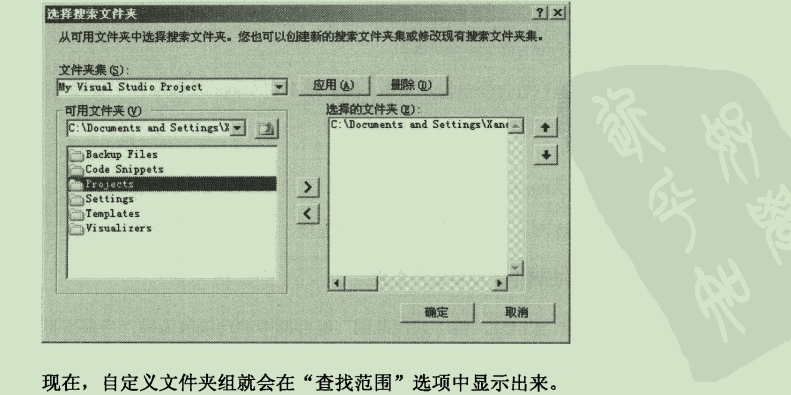 选择搜索文件夹
从可用文件夹中选择搜索文件夹。您也可以创建新的搜索文件夹集或修改现有搜索文件夹集。
文件夹集(S):
My Visual Studio Project
应用(A)
删除(D)
可用文件夹(V)
选择的文件夹(E):
C:\Documents and Settings\X
C:\Documents and Settings\Xan
Backup Files
Code Snippets
Projects
Settings
Templates
Visualizers
确定
取消
现在，自定义文件夹组就会在“查找范围”选项中显示出来。